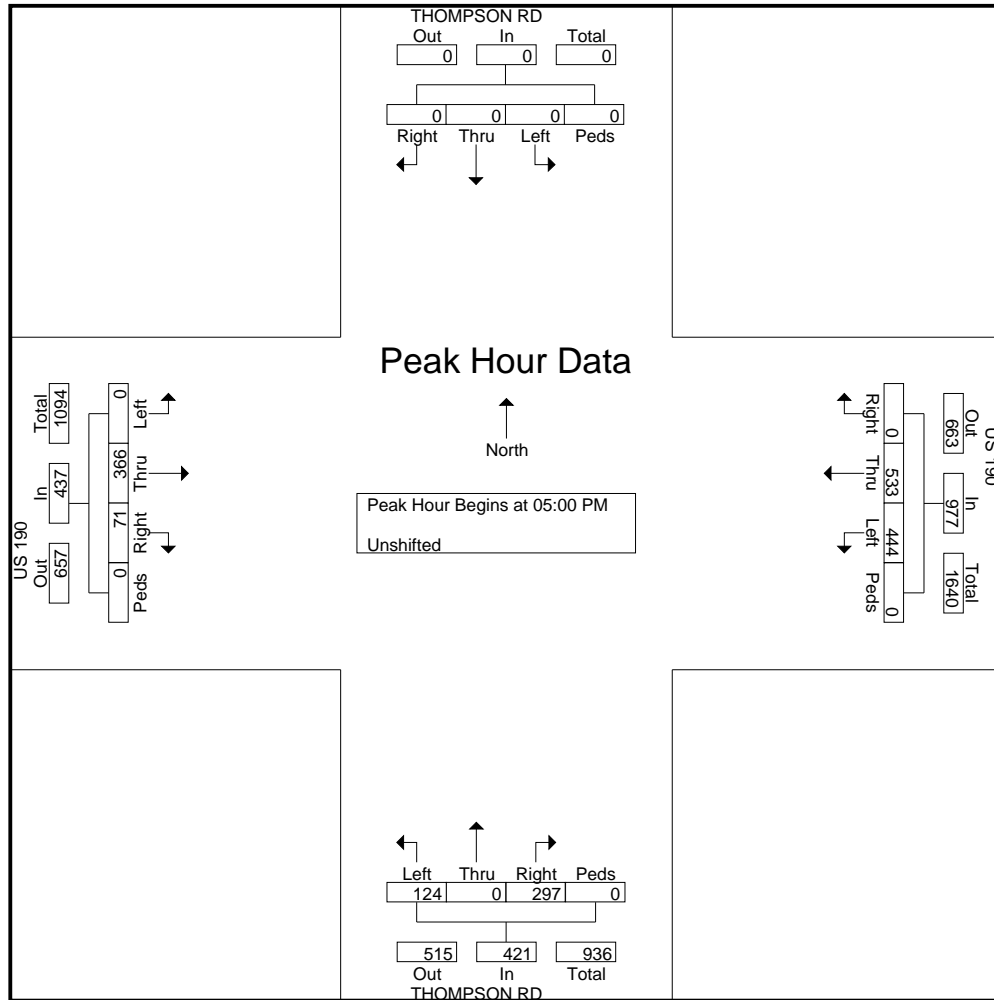 THOMPSON RD
Out In Total
0 0 0
0 0 0 0
Right Thru Left Peds
Peak Hour Data
North
Peak Hour Begins at 05:00 PM
Unshifted
US 190
Out In Total
657 437 1094
0 366 71 0
Left Thru Right Peds
US 190
Out In Total
663 977 1640
0 533 444 0
Right Thru Left Peds
Left Thru Right Peds
124 0 297 0
515 421 936
Out In Total
THOMPSON RD